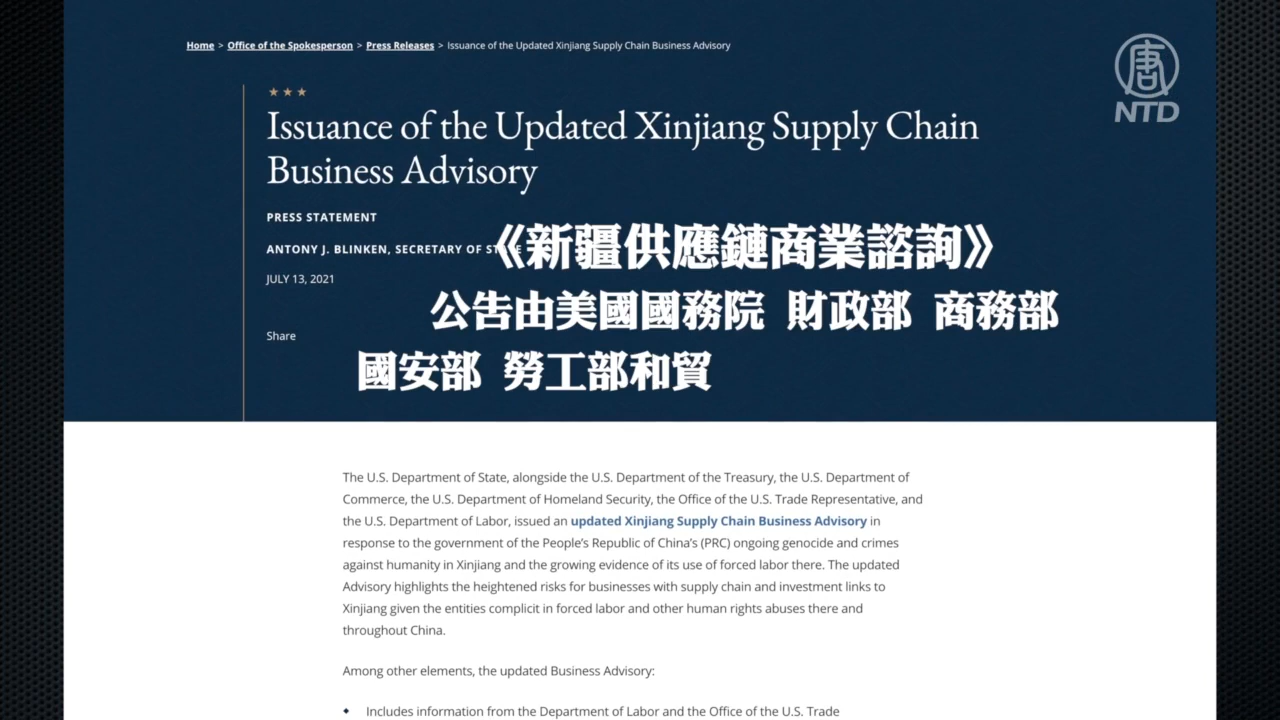 Home > Office of the Spokesperson > Press Releases > Issuance of the Updated Xinjiang Supply Chain Business Advisory
唐
NTD
Issuance of the Updated Xinjiang Supply Chain
Business Advisory
PRESS STATEMENT
ANTONY J. BLINKEN, SECRETARY OF STATE
JULY 13, 2021
Share
《新疆供應鏈商業諮詢》
公告由美國國務院 財政部 商務部
國安部 勞工部和貿
The U.S. Department of State, alongside the U.S. Department of the Treasury, the U.S. Department of
Commerce, the U.S. Department of Homeland Security, the Office of the U.S. Trade Representative, and
the U.S. Department of Labor, issued an updated Xinjiang Supply Chain Business Advisory in
response to the government of the People’s Republic of China’s (PRC) ongoing genocide and crimes
against humanity in Xinjiang and the growing evidence of its use of forced labor there. The updated
Advisory highlights the heightened risks for businesses with supply chain and investment links to
Xinjiang given the entities complicit in forced labor and other human rights abuses there and
throughout China.
Among other elements, the updated Business Advisory:
Includes information from the Department of Labor and the Office of the U.S. Trade